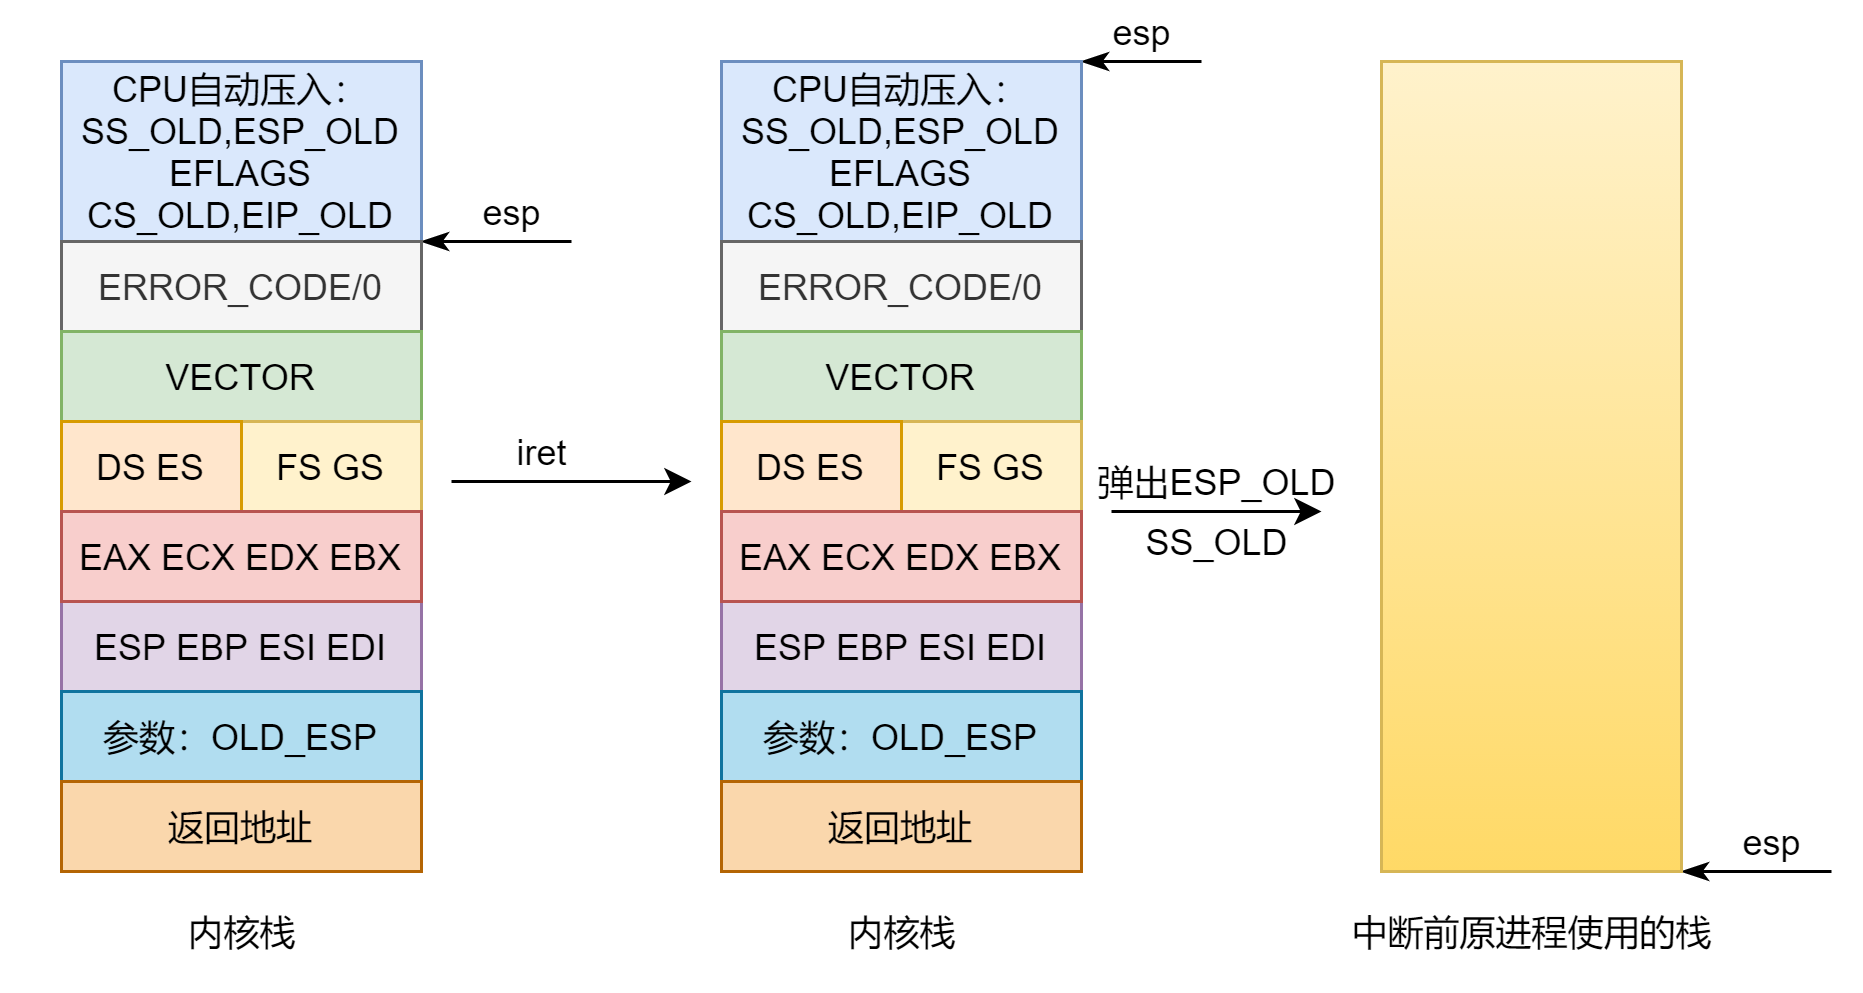 CPU自动压入：
SS_OLD,ESP_OLD
EFLAGS
CS_OLD,EIP_OLD
esp
ERROR_CODE/0
VECTOR
DS ES
FS GS
EAX ECX EDX EBX
ESP EBP ESI EDI
参数：OLD_ESP
返回地址
内核栈
iret
esp
CPU自动压入：
SS_OLD,ESP_OLD
EFLAGS
CS_OLD,EIP_OLD
ERROR_CODE/0
VECTOR
DS ES
FS GS
EAX ECX EDX EBX
ESP EBP ESI EDI
参数：OLD_ESP
返回地址
内核栈
弹出ESP_OLD
SS_OLD
esp
中断前原进程使用的栈